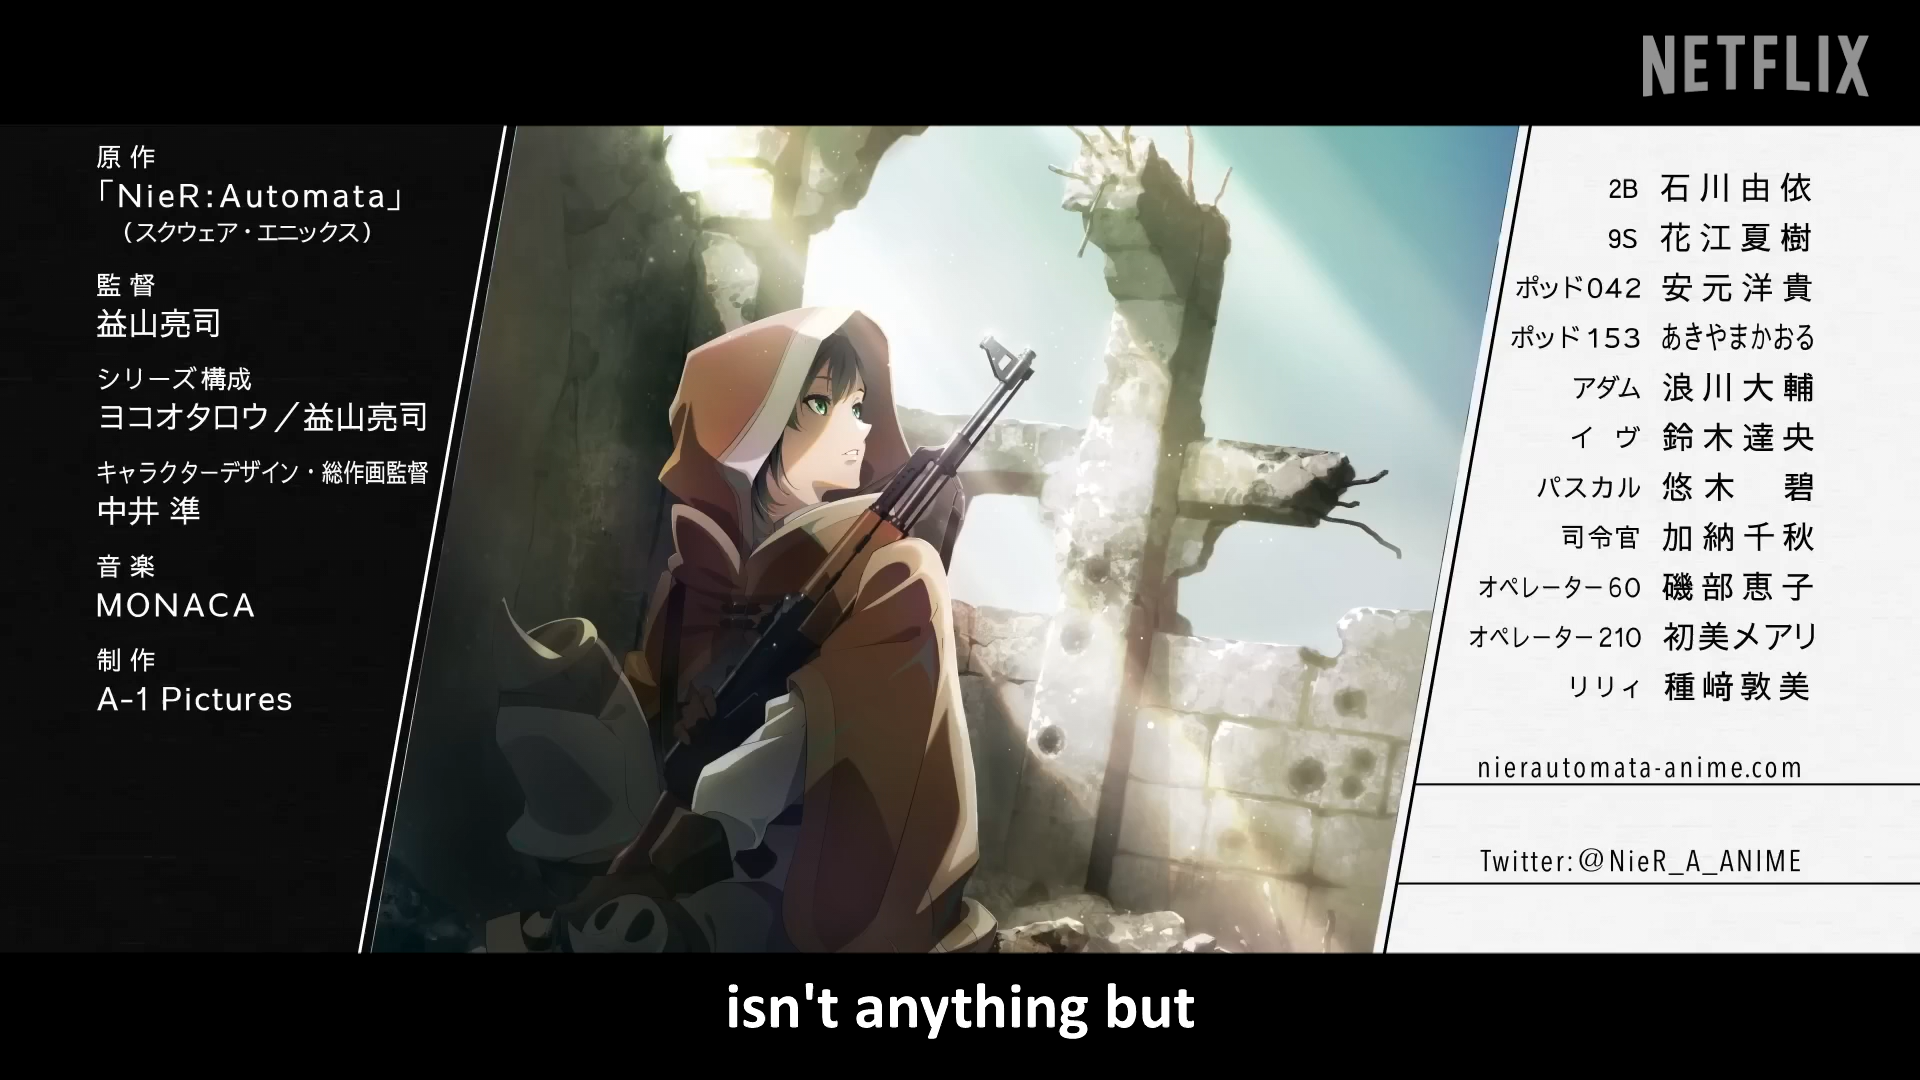 NETFLIX
原作
「NieR:Automata」
（スクウェア・エニックス）
監督
益山亮司
シリーズ構成
ヨコオタロウ／益山亮司
キャラクターデザイン・総作画監督
中井 準
音楽
MONACA
制作
A-1 Pictures
2B 石川由依
9S 花江夏樹
ポッド042 安元洋貴
ポッド153 あきやまかおる
アダム 浪川大輔
イヴ 鈴木達央
パスカル 悠木 碧
司令官 加納千秋
オペレーター60 磯部恵子
オペレーター210 初美メアリ
リリィ 種﨑敦美
nierautomata-anime.com
Twitter:@NieR_A_ANIME
isn't anything but